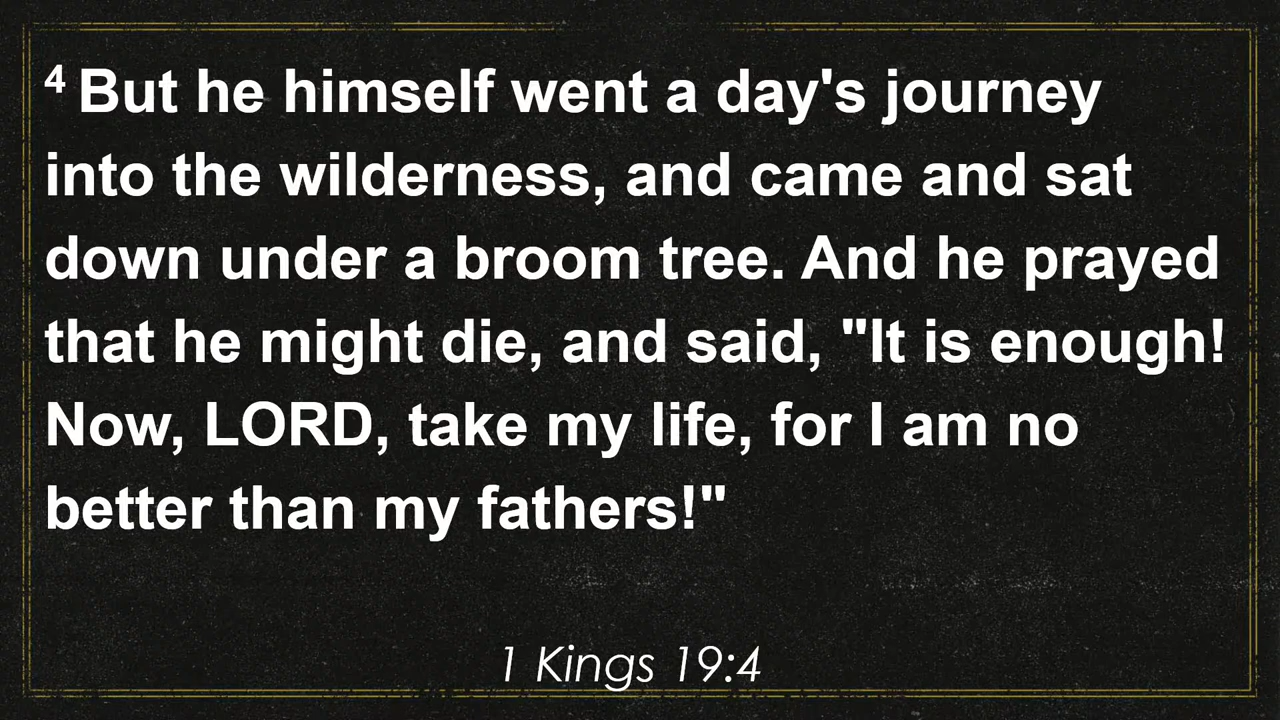 4 But he himself went a day's journey
into the wilderness, and came and sat
down under a broom tree. And he prayed
that he might die, and said, "It is enough!
Now, LORD, take my life, for I am no
better than my fathers!"
1 Kings 19:4